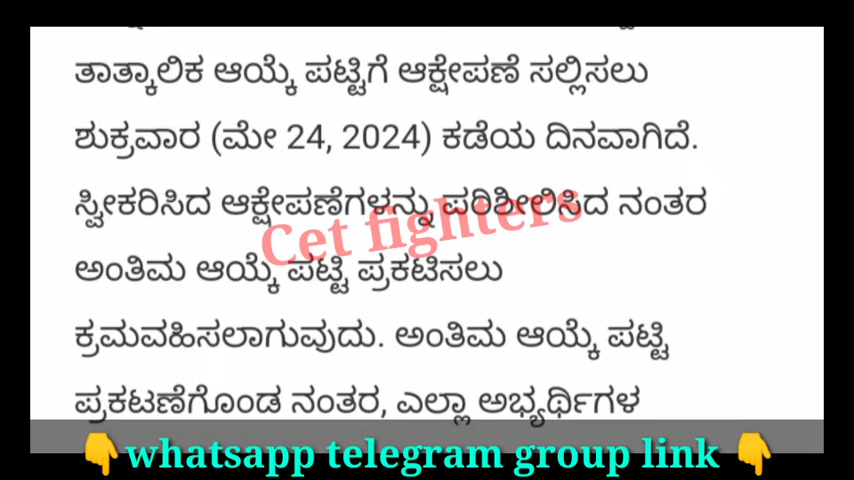 ತಾತ್ಕಾಲಿಕ ಆಯ್ಕೆ ಪಟ್ಟಿಗೆ ಆಕ್ಷೇಪಣೆ ಸಲ್ಲಿಸಲು
ಶುಕ್ರವಾರ (ಮೇ 24, 2024) ಕಡೆಯ ದಿನವಾಗಿದೆ.
ಸ್ವೀಕರಿಸಿದ ಆಕ್ಷೇಪಣೆಗಳನ್ನು ಪರಿಶೀಲಿಸಿದ ನಂತರ
Cet fighters
ಅಂತಿಮ ಆಯ್ಕೆ ಪಟ್ಟಿ ಪ್ರಕಟಿಸಲು
ಕ್ರಮವಹಿಸಲಾಗುವುದು. ಅಂತಿಮ ಆಯ್ಕೆ ಪಟ್ಟಿ
ಪ್ರಕಟಣೆಗೊಂಡ ನಂತರ, ಎಲ್ಲಾ ಅಭ್ಯರ್ಥಿಗಳ
👇whatsapp telegram group link 👇